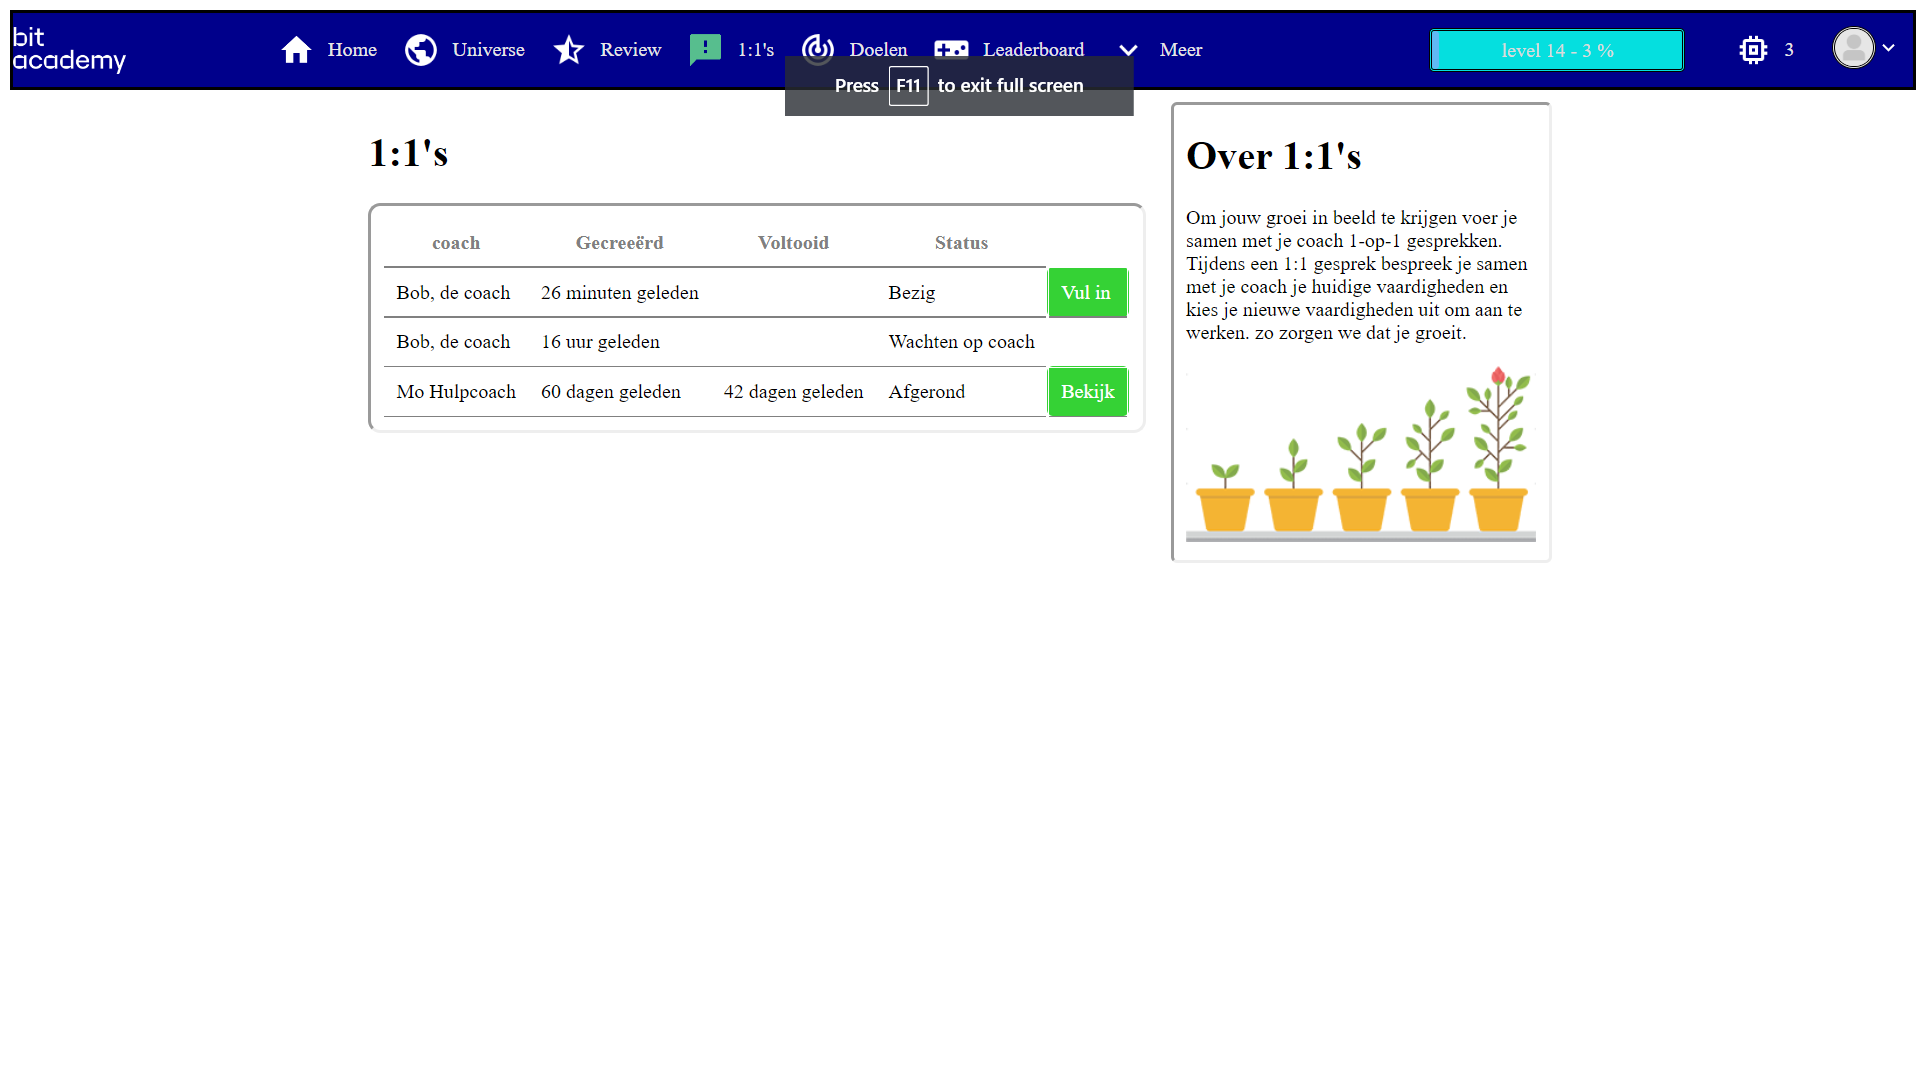 bit
academy
Home
Universe
Review
1:1's
Doelen
Leaderboard
Meer
level 14 - 3 %
3
Press F11 to exit full screen
1:1's
coach Gecreeërd Voltooid Status
Bob, de coach 26 minuten geleden Bezig Vul in
Bob, de coach 16 uur geleden Wachten op coach
Mo Hulpcoach 60 dagen geleden 42 dagen geleden Afgerond Bekijk
Over 1:1's
Om jouw groei in beeld te krijgen voer je
samen met je coach 1-op-1 gesprekken.
Tijdens een 1:1 gesprek bespreek je samen
met je coach je huidige vaardigheden en
kies je nieuwe vaardigheden uit om aan te
werken. zo zorgen we dat je groeit.